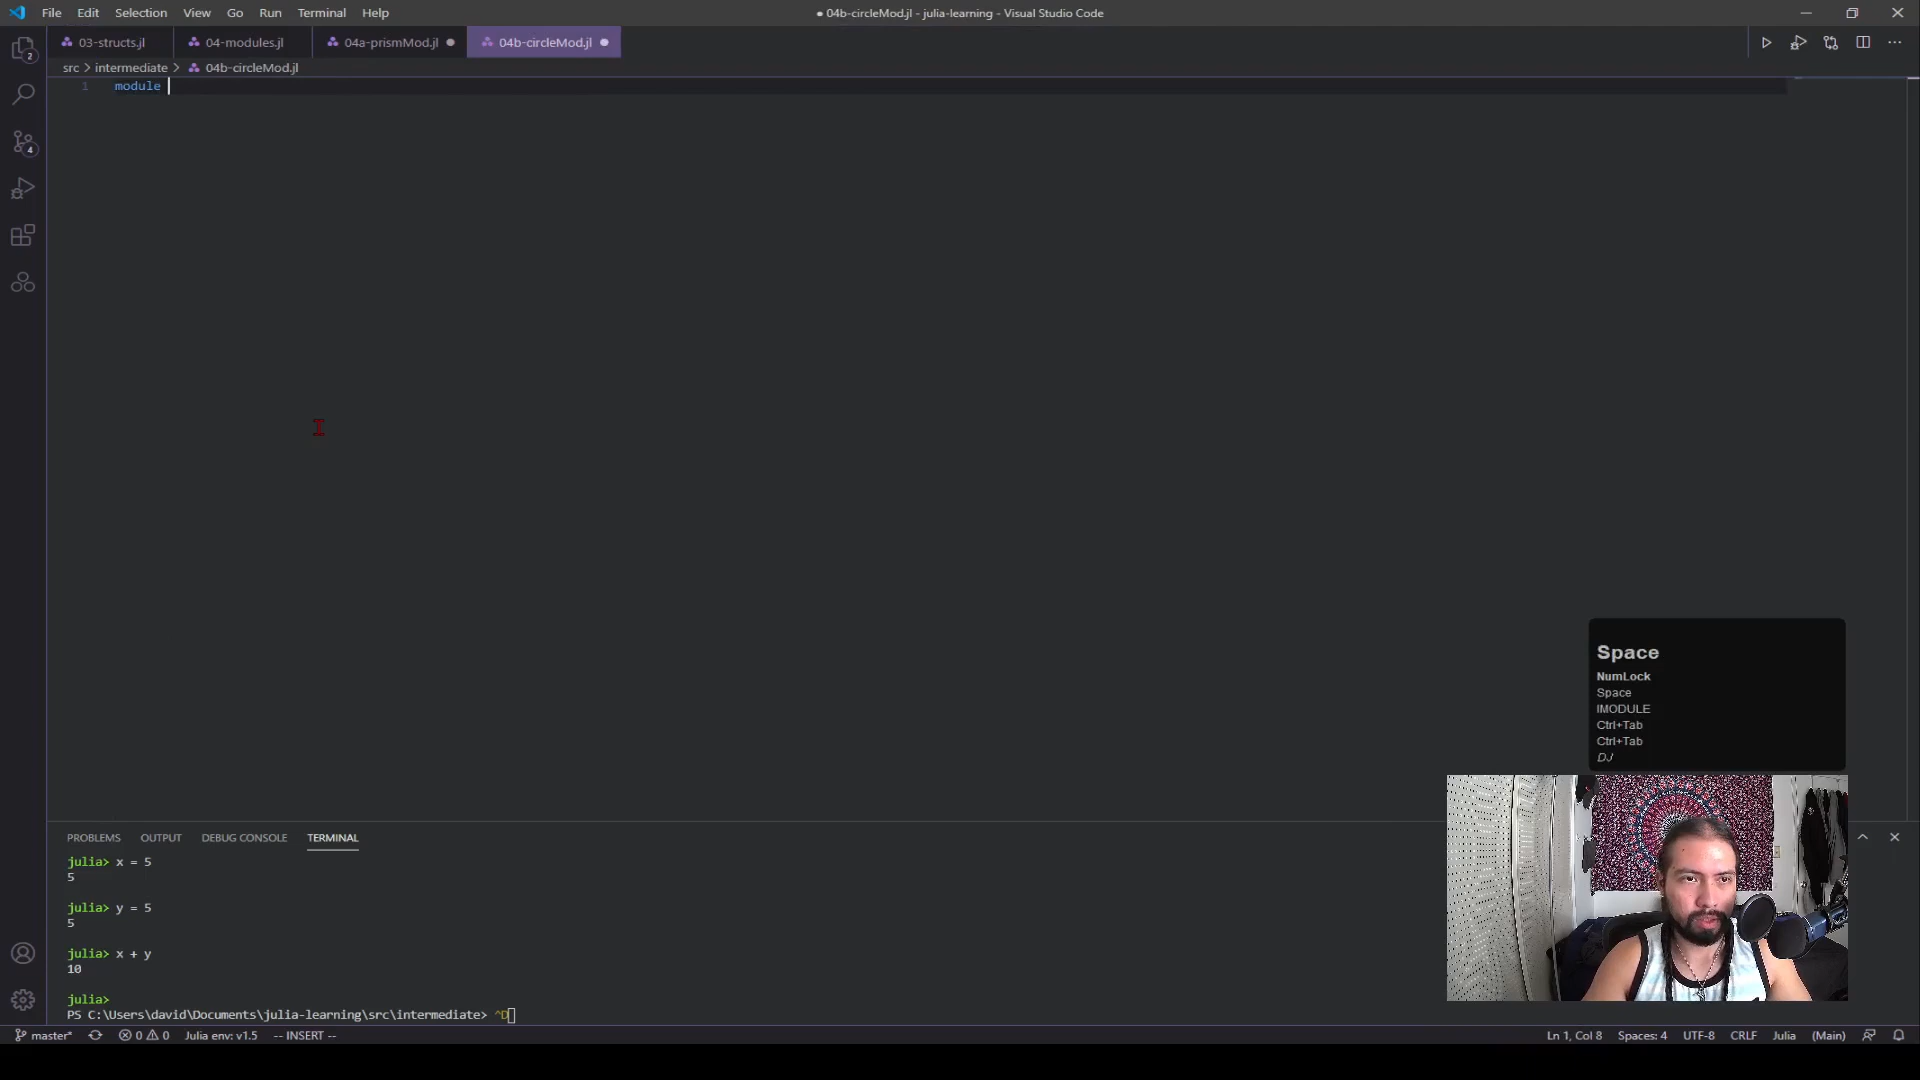 File Edit Selection View Go Run Terminal Help
● 04b-circleMod.jl - julia-learning - Visual Studio Code
03-structs.jl 04-modules.jl 04a-prismMod.jl ● 04b-circleMod.jl ●
src > intermediate > 04b-circleMod.jl
1 module
2
4
Space
NumLock
Space
IMODULE
Ctrl+Tab
Ctrl+Tab
DJ
PROBLEMS OUTPUT DEBUG CONSOLE TERMINAL
julia> x = 5
5
julia> y = 5
5
julia> x + y
10
julia>
PS C:\Users\david\Documents\julia-learning\src\intermediate> ^D
master* 0 0 Julia env: v1.5 -- INSERT -- Ln 1, Col 8 Spaces: 4 UTF-8 CRLF Julia (Main)